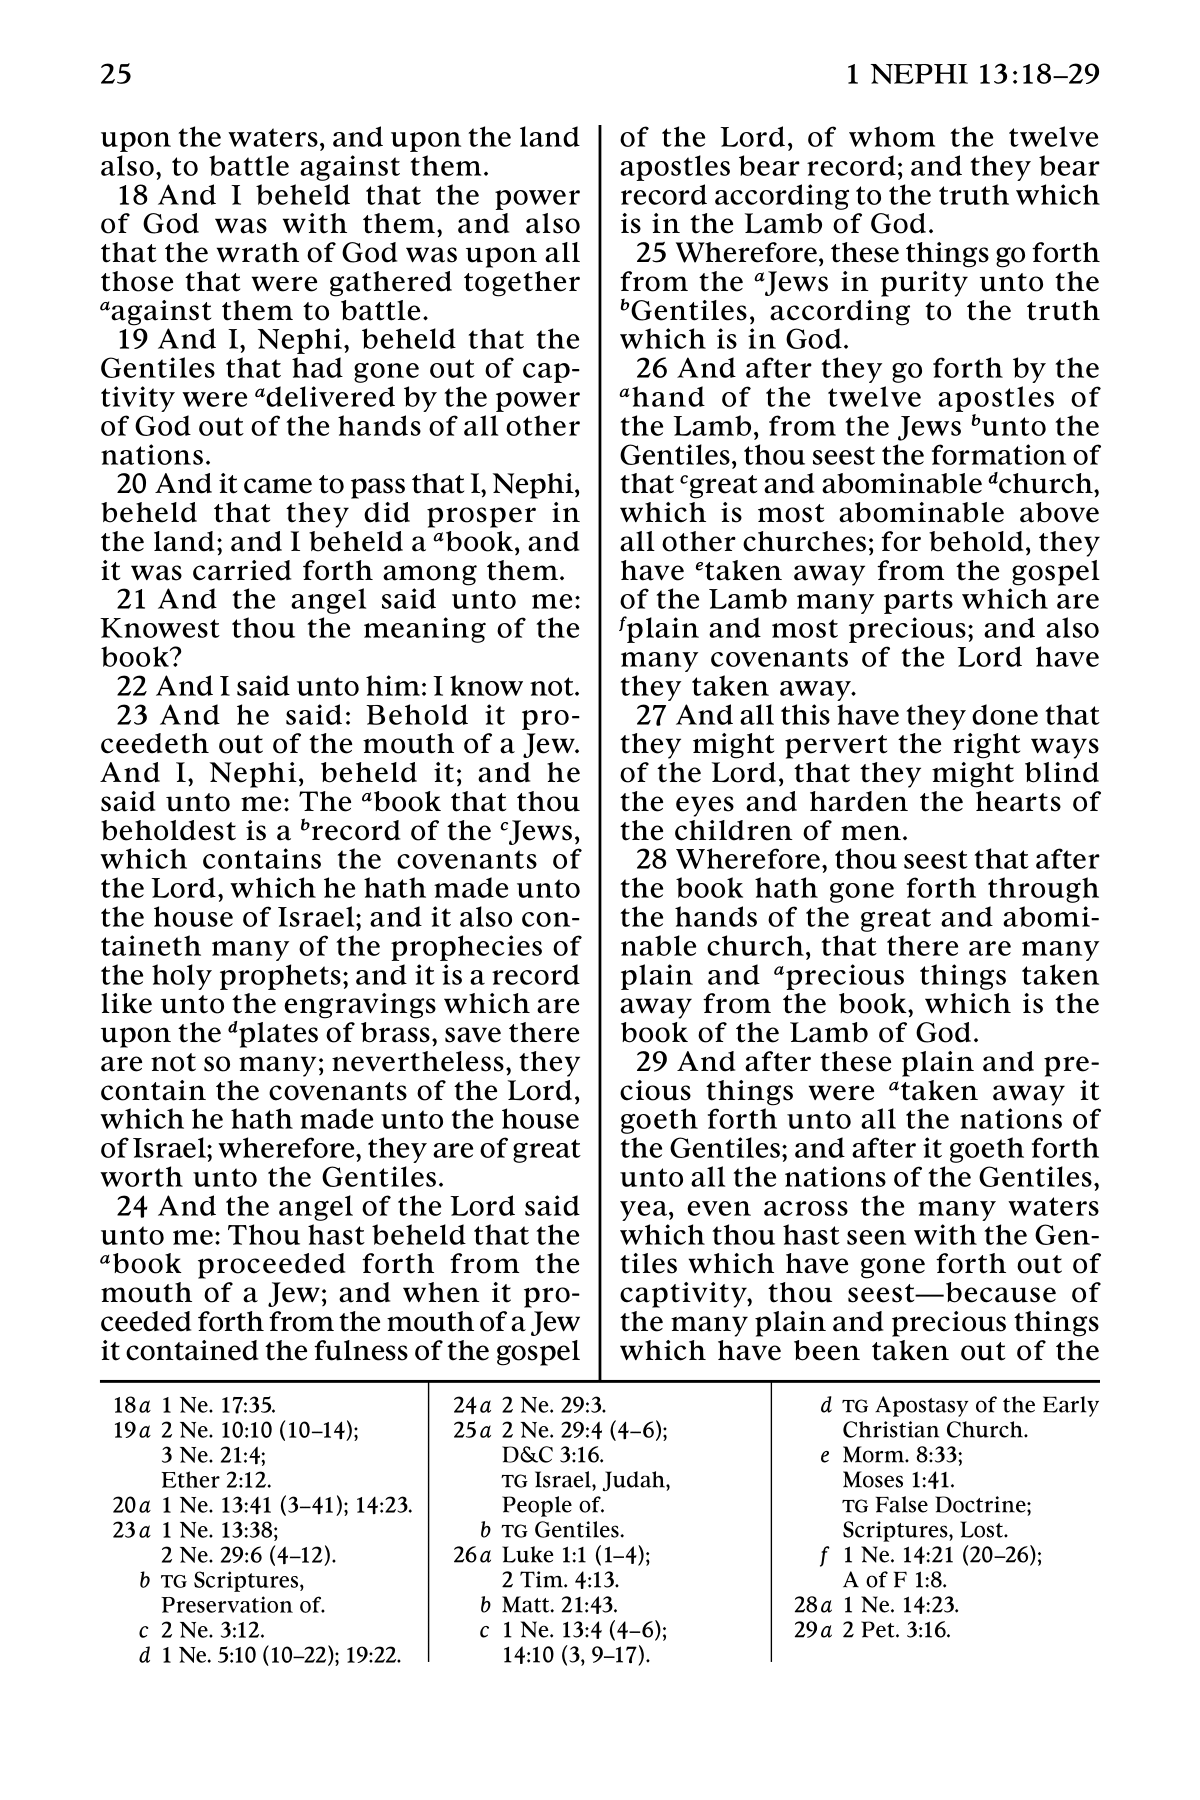 25
1 NEPHI 13:18–29
upon the waters, and upon the land
also, to battle against them.
18 And I beheld that the power
of God was with them, and also
that the wrath of God was upon all
those that were gathered together
ᵃagainst them to battle.
19 And I, Nephi, beheld that the
Gentiles that had gone out of cap-
tivity were ᵃdelivered by the power
of God out of the hands of all other
nations.
20 And it came to pass that I, Nephi,
beheld that they did prosper in
the land; and I beheld a ᵃbook, and
it was carried forth among them.
21 And the angel said unto me:
Knowest thou the meaning of the
book?
22 And I said unto him: I know not.
23 And he said: Behold it pro-
ceedeth out of the mouth of a Jew.
And I, Nephi, beheld it; and he
said unto me: The ᵃbook that thou
beholdest is a ᵇrecord of the ᶜJews,
which contains the covenants of
the Lord, which he hath made unto
the house of Israel; and it also con-
taineth many of the prophecies of
the holy prophets; and it is a record
like unto the engravings which are
upon the ᵈplates of brass, save there
are not so many; nevertheless, they
contain the covenants of the Lord,
which he hath made unto the house
of Israel; wherefore, they are of great
worth unto the Gentiles.
24 And the angel of the Lord said
unto me: Thou hast beheld that the
ᵃbook proceeded forth from the
mouth of a Jew; and when it pro-
ceeded forth from the mouth of a Jew
it contained the fulness of the gospel
of the Lord, of whom the twelve
apostles bear record; and they bear
record according to the truth which
is in the Lamb of God.
25 Wherefore, these things go forth
from the ᵃJews in purity unto the
ᵇGentiles, according to the truth
which is in God.
26 And after they go forth by the
ᵃhand of the twelve apostles of
the Lamb, from the Jews ᵇunto the
Gentiles, thou seest the formation of
that ᶜgreat and abominable ᵈchurch,
which is most abominable above
all other churches; for behold, they
have ᵉtaken away from the gospel
of the Lamb many parts which are
ᶠplain and most precious; and also
many covenants of the Lord have
they taken away.
27 And all this have they done that
they might pervert the right ways
of the Lord, that they might blind
the eyes and harden the hearts of
the children of men.
28 Wherefore, thou seest that after
the book hath gone forth through
the hands of the great and abomi-
nable church, that there are many
plain and ᵃprecious things taken
away from the book, which is the
book of the Lamb of God.
29 And after these plain and pre-
cious things were ᵃtaken away it
goeth forth unto all the nations of
the Gentiles; and after it goeth forth
unto all the nations of the Gentiles,
yea, even across the many waters
which thou hast seen with the Gen-
tiles which have gone forth out of
captivity, thou seest—because of
the many plain and precious things
which have been taken out of the
18a 1 Ne. 17:35.
19a 2 Ne. 10:10 (10–14);
3 Ne. 21:4;
Ether 2:12.
20a 1 Ne. 13:41 (3–41); 14:23.
23a 1 Ne. 13:38;
2 Ne. 29:6 (4–12).
b TG Scriptures,
Preservation of.
c 2 Ne. 3:12.
d 1 Ne. 5:10 (10–22); 19:22.
24a 2 Ne. 29:3.
25a 2 Ne. 29:4 (4–6);
D&C 3:16.
TG Israel, Judah,
People of.
b TG Gentiles.
26a Luke 1:1 (1–4);
2 Tim. 4:13.
b Matt. 21:43.
c 1 Ne. 13:4 (4–6);
14:10 (3, 9–17).
d TG Apostasy of the Early
Christian Church.
e Morm. 8:33;
Moses 1:41.
TG False Doctrine;
Scriptures, Lost.
f 1 Ne. 14:21 (20–26);
A of F 1:8.
28a 1 Ne. 14:23.
29a 2 Pet. 3:16.